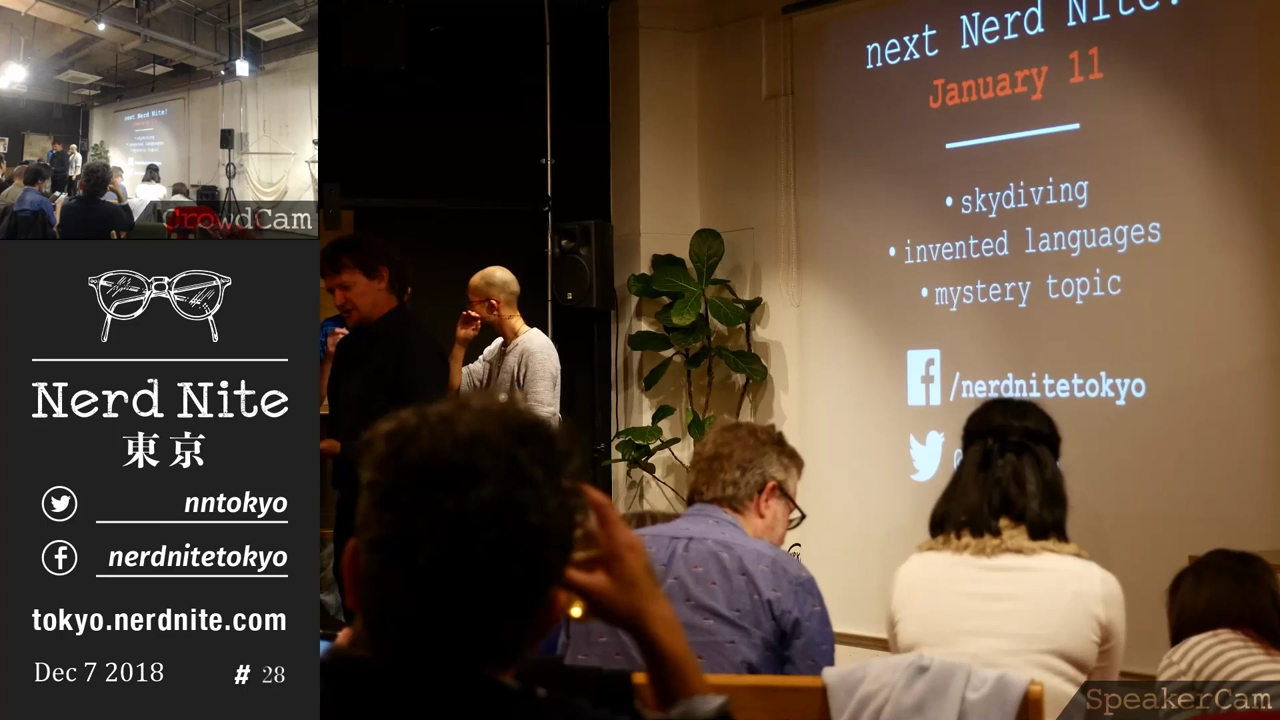 next Nerd Nite!
January 11
• skydiving
• invented languages
• mystery topic
/nerdnitetokyo
CrowdCam
Nerd Nite
東京
nntokyo
nerdnitetokyo
tokyo.nerdnite.com
Dec 7 2018
# 28
SpeakerCam